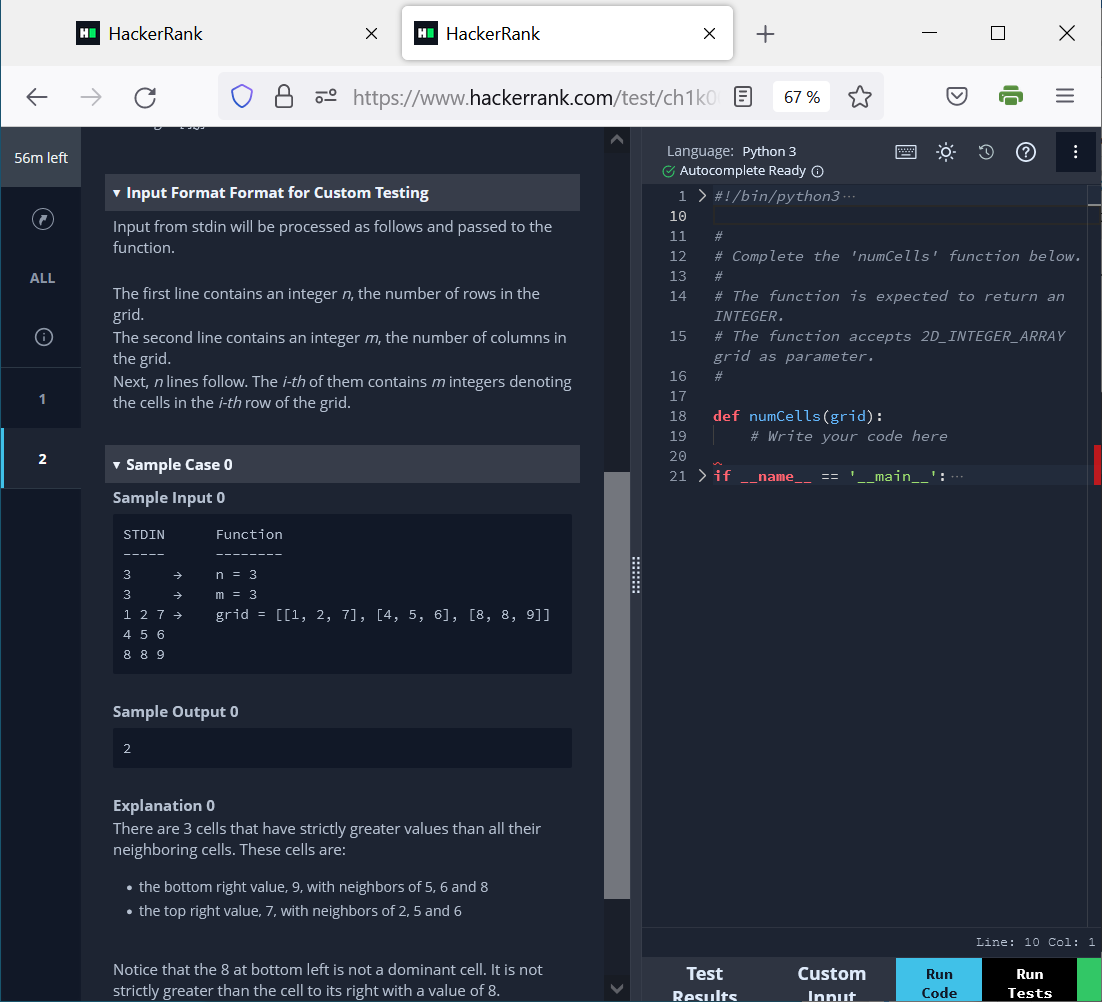 HackerRank
HackerRank
https://www.hackerrank.com/test/ch1k0
67 %
56m left
ALL
1
2
▾ Input Format Format for Custom Testing
Input from stdin will be processed as follows and passed to the
function.
The first line contains an integer n, the number of rows in the
grid.
The second line contains an integer m, the number of columns in
the grid.
Next, n lines follow. The i-th of them contains m integers denoting
the cells in the i-th row of the grid.
▾ Sample Case 0
Sample Input 0
STDIN Function
----- --------
3 → n = 3
3 → m = 3
1 2 7 → grid = [[1, 2, 7], [4, 5, 6], [8, 8, 9]]
4 5 6
8 8 9
Sample Output 0
2
Explanation 0
There are 3 cells that have strictly greater values than all their
neighboring cells. These cells are:
• the bottom right value, 9, with neighbors of 5, 6 and 8
• the top right value, 7, with neighbors of 2, 5 and 6
Notice that the 8 at bottom left is not a dominant cell. It is not
strictly greater than the cell to its right with a value of 8.
Language: Python 3
Autocomplete Ready
1 #!/bin/python3…
10
11 #
12 # Complete the 'numCells' function below.
13 #
14 # The function is expected to return an
INTEGER.
15 # The function accepts 2D_INTEGER_ARRAY
grid as parameter.
16 #
17
18 def numCells(grid):
19 # Write your code here
20
21 if __name__ == '__main__':…
Line: 10 Col: 1
Test
Results
Custom
Input
Run
Code
Run
Tests